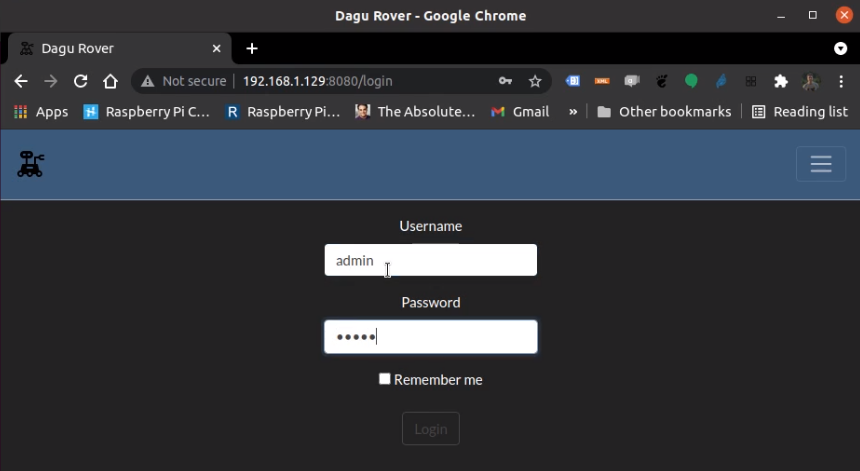 Dagu Rover - Google Chrome
Dagu Rover
Not secure | 192.168.1.129:8080/login
Apps Raspberry Pi C... R Raspberry Pi... The Absolute... Gmail » Other bookmarks Reading list
Username
admin
Password
•••••
Remember me
Login